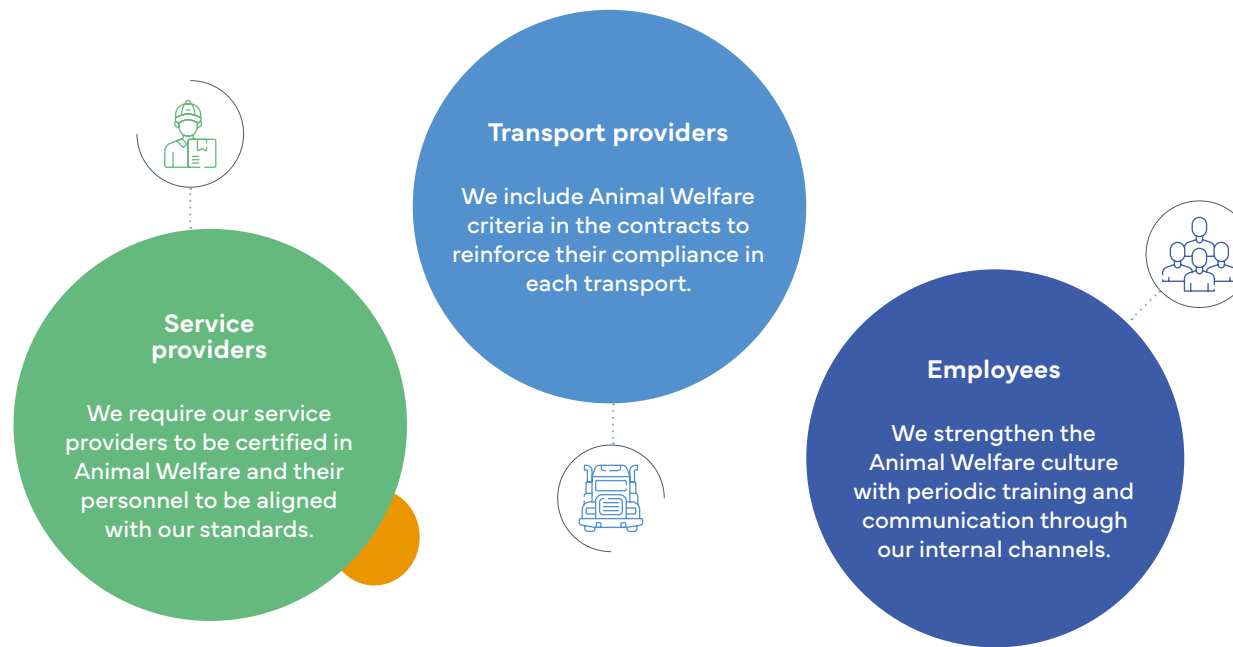 Service
providers
We require our service
providers to be certified in
Animal Welfare and their
personnel to be aligned
with our standards.
Transport providers
We include Animal Welfare
criteria in the contracts to
reinforce their compliance in
each transport.
Employees
We strengthen the
Animal Welfare culture
with periodic training and
communication through
our internal channels.